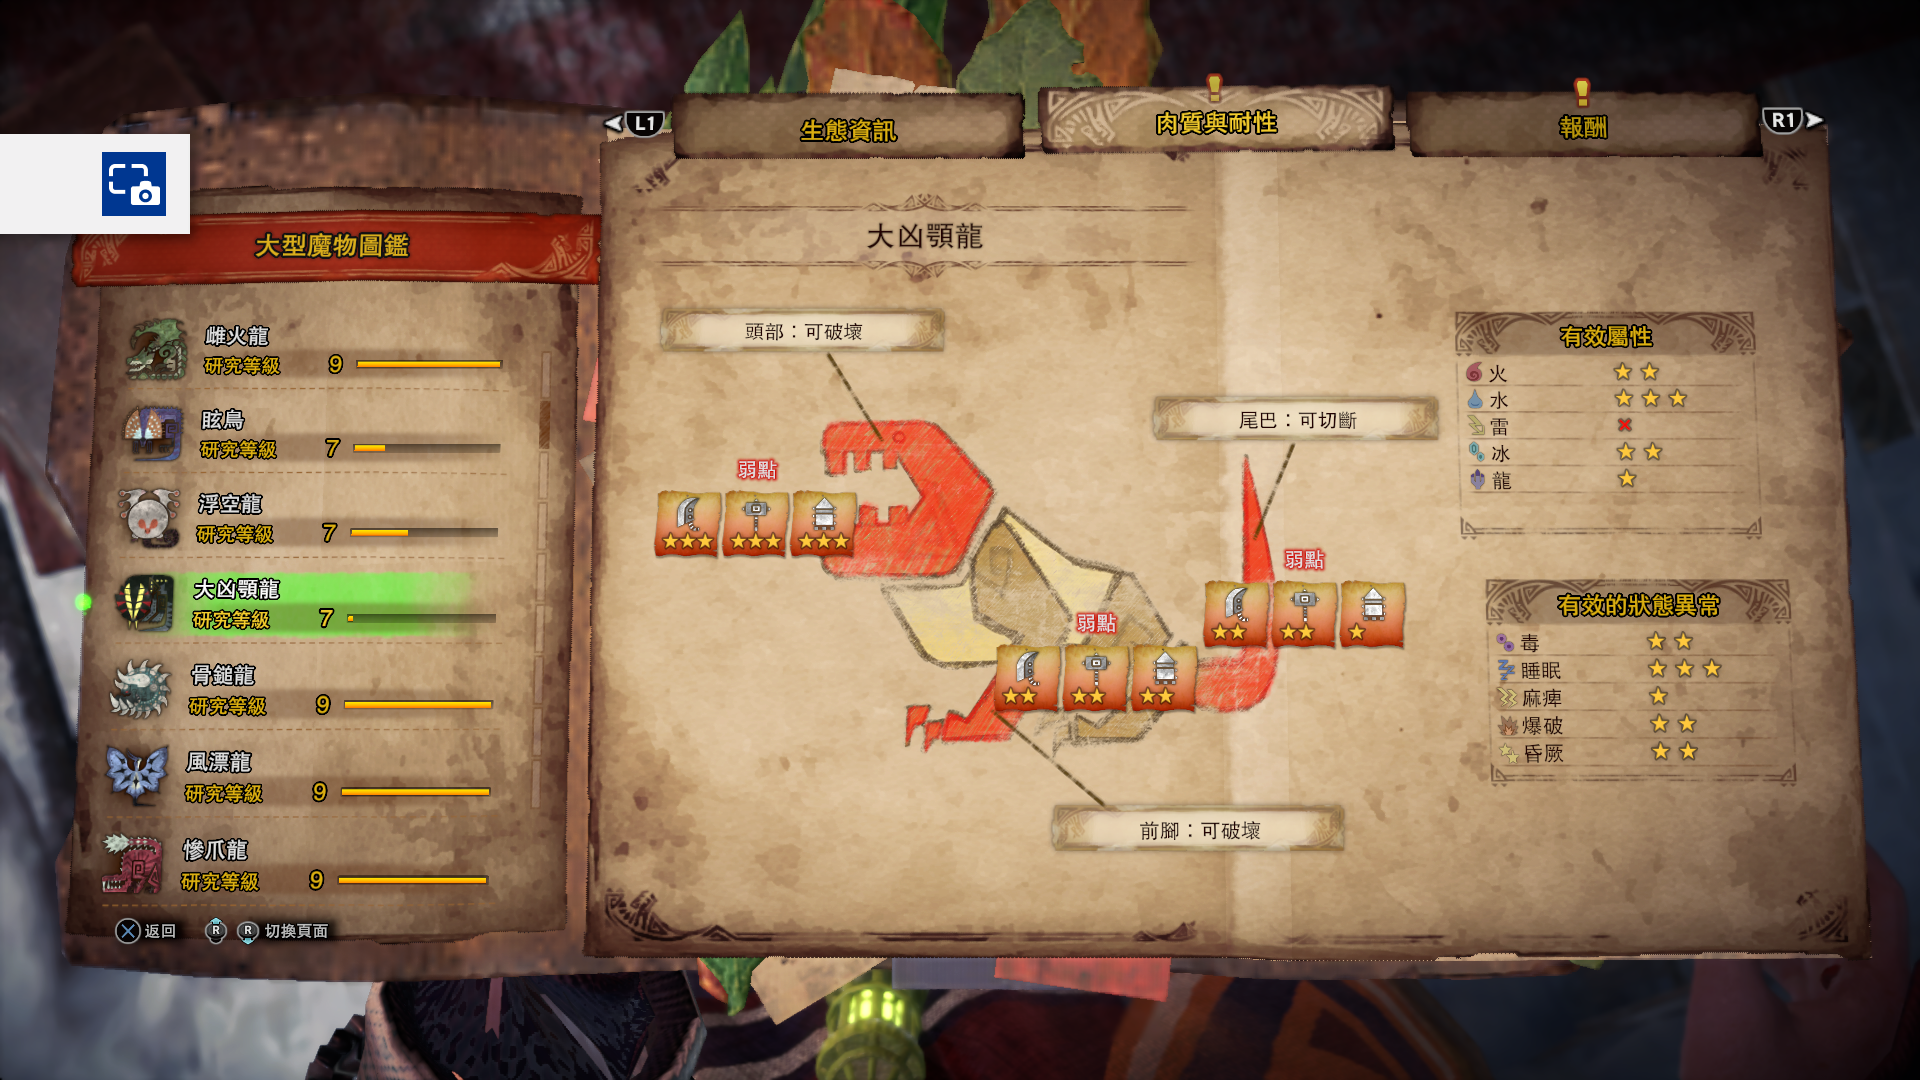 L1
生態資訊
肉質與耐性
報酬
R1
大型魔物圖鑑
雌火龍
研究等級 9
眩鳥
研究等級 7
浮空龍
研究等級 7
大凶顎龍
研究等級 7
骨鎚龍
研究等級 9
風漂龍
研究等級 9
慘爪龍
研究等級 9
返回 R R 切換頁面
大凶顎龍
頭部：可破壞
尾巴：可切斷
弱點
弱點
弱點
前腳：可破壞
有效屬性
火
水
雷
冰
龍
有效的狀態異常
毒
睡眠
麻痺
爆破
昏厥